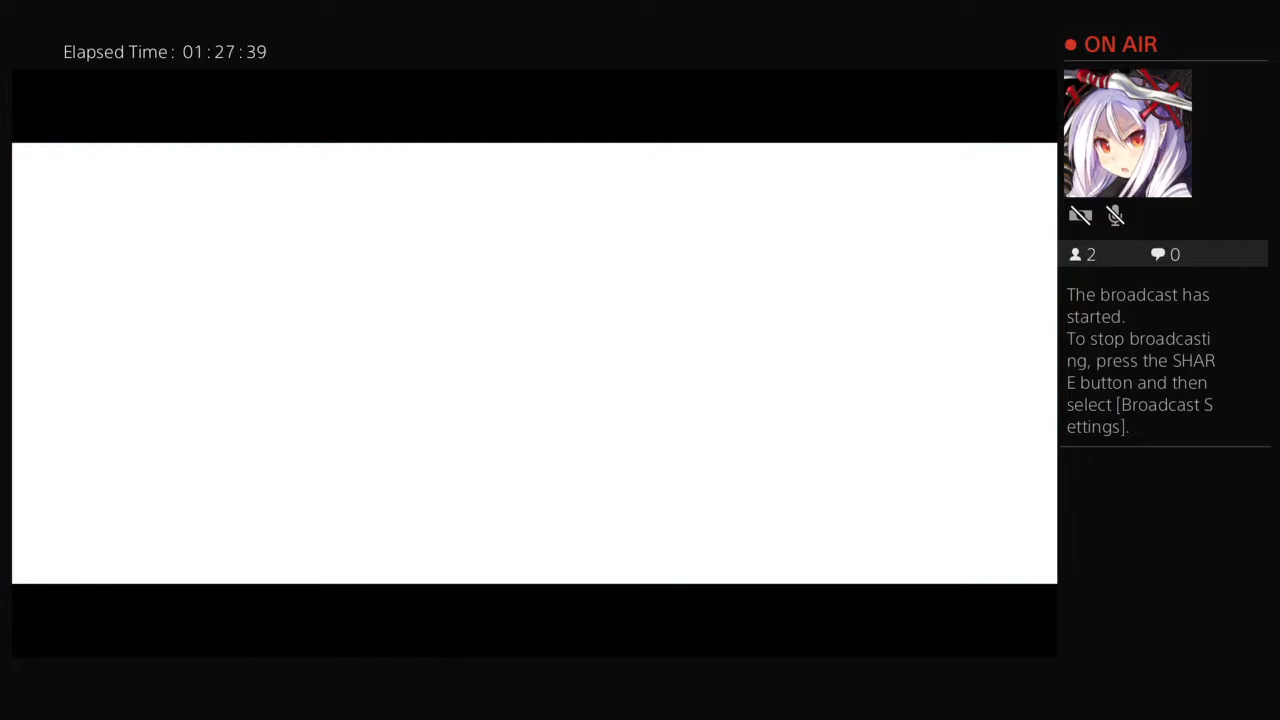 Elapsed Time: 01:27:39
ON AIR
2 0
The broadcast has
started.
To stop broadcasti
ng, press the SHAR
E button and then
select [Broadcast S
ettings].